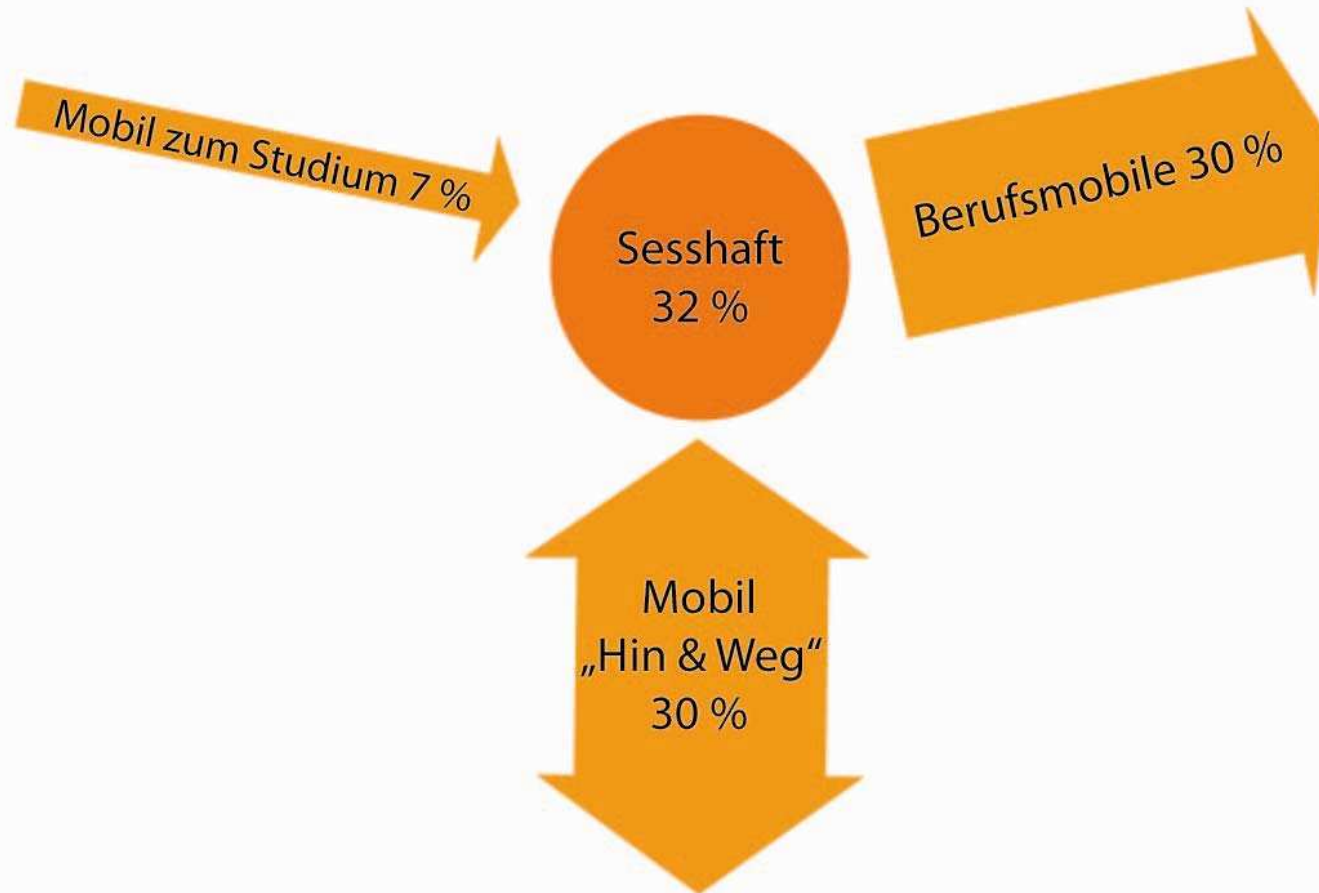 Mobil zum Studium 7 %
Sesshaft
32 %
Berufsmobile 30 %
Mobil
„Hin & Weg“
30 %